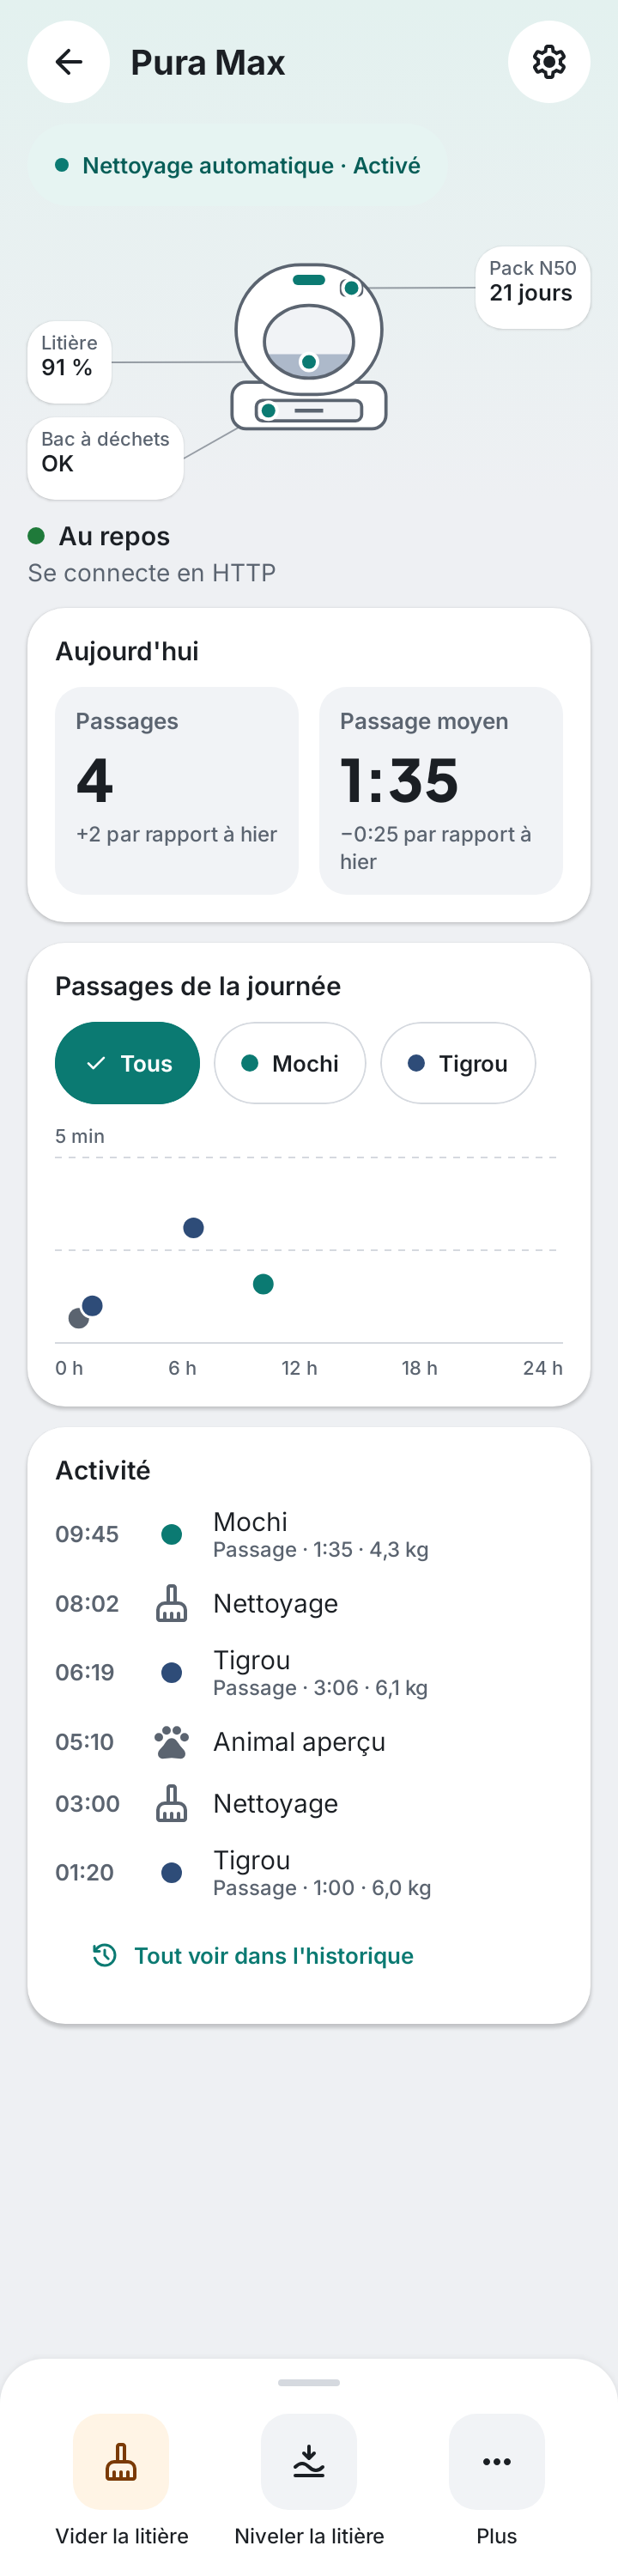 Pura Max
Nettoyage automatique · Activé
Pack N50
21 jours
Litière
91 %
Bac à déchets
OK
Au repos
Se connecte en HTTP
Aujourd'hui
Passages
4
+2 par rapport à hier
Passage moyen
1:35
−0:25 par rapport à
hier
Passages de la journée
Tous
Mochi
Tigrou
5 min
0 h
6 h
12 h
18 h
24 h
Activité
09:45
Mochi
Passage · 1:35 · 4,3 kg
08:02
Nettoyage
06:19
Tigrou
Passage · 3:06 · 6,1 kg
05:10
Animal aperçu
03:00
Nettoyage
01:20
Tigrou
Passage · 1:00 · 6,0 kg
Tout voir dans l'historique
Vider la litière
Niveler la litière
Plus